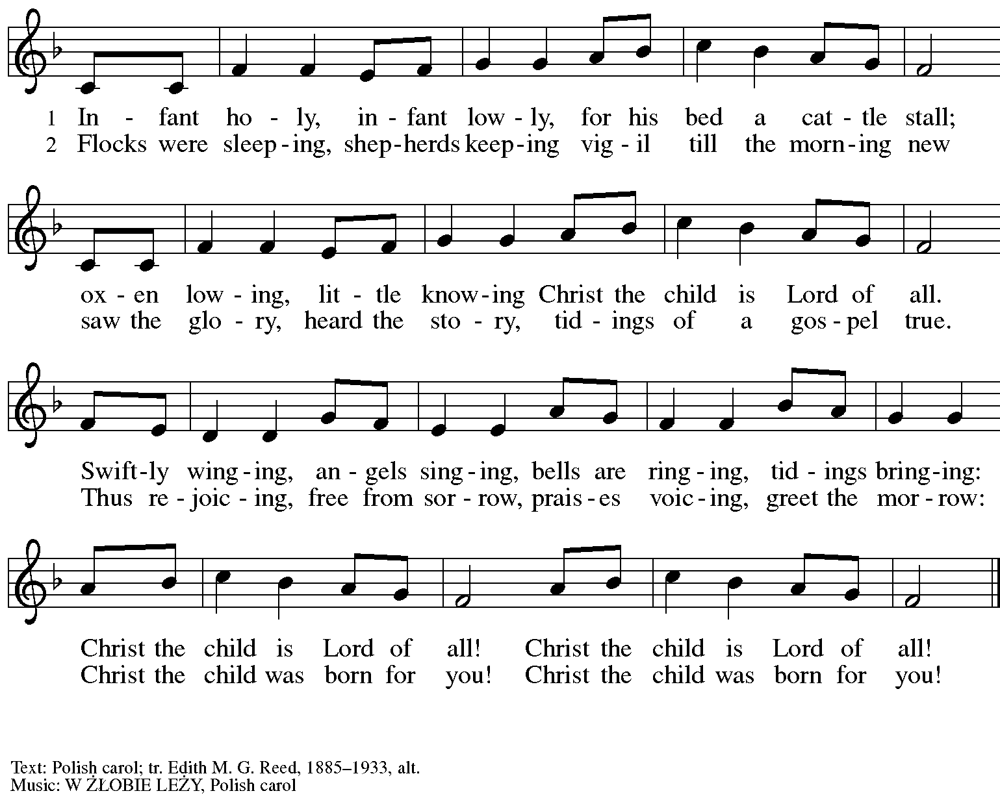 1 In - fant ho - ly, in - fant low - ly, for his bed a cat - tle stall;
2 Flocks were sleep - ing, shep - herds keep - ing vig - il till the morn - ing new
ox - en low - ing, lit - tle know - ing Christ the child is Lord of all.
saw the glo - ry, heard the sto - ry, tid - ings of a gos - pel true.
Swift - ly wing - ing, an - gels sing - ing, bells are ring - ing, tid - ings bring - ing:
Thus re - joic - ing, free from sor - row, prais - es voic - ing, greet the mor - row:
Christ the child is Lord of all! Christ the child is Lord of all!
Christ the child was born for you! Christ the child was born for you!
Text: Polish carol; tr. Edith M. G. Reed, 1885–1933, alt.
Music: W ŻŁOBIE LEŻY, Polish carol